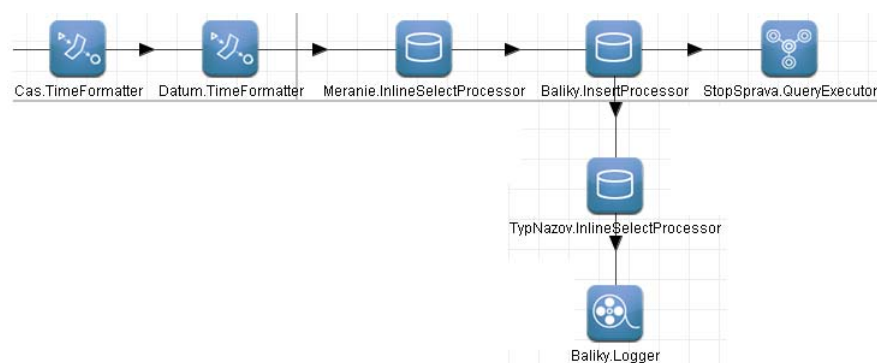 Cas.TimeFormatter
Datum.TimeFormatter
Meranie.InlineSelectProcessor
Baliky.InsertProcessor
StopSprava.QueryExecutor
TypNazov.InlineSelectProcessor
Baliky.Logger